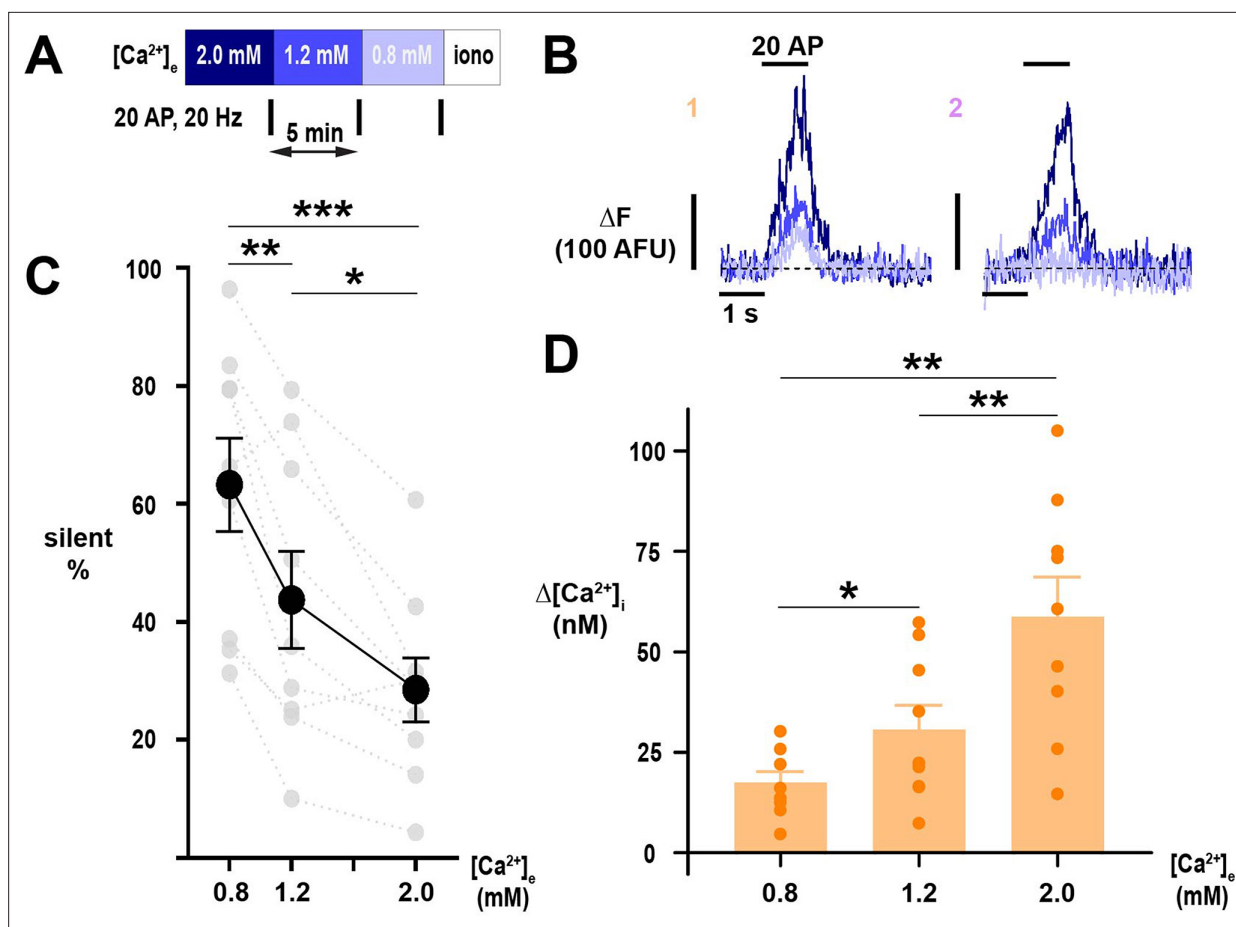 A
[Ca²⁺]ₑ 2.0 mM 1.2 mM 0.8 mM iono
20 AP, 20 Hz
5 min
B
20 AP
1
2
ΔF
(100 AFU)
1 s
C
***
**
*
100
80
60
40
20
silent
%
0.8 1.2 2.0
[Ca²⁺]ₑ
(mM)
D
**
**
*
100
75
50
25
0
Δ[Ca²⁺]ᵢ
(nM)
0.8 1.2 2.0
[Ca²⁺]ₑ
(mM)